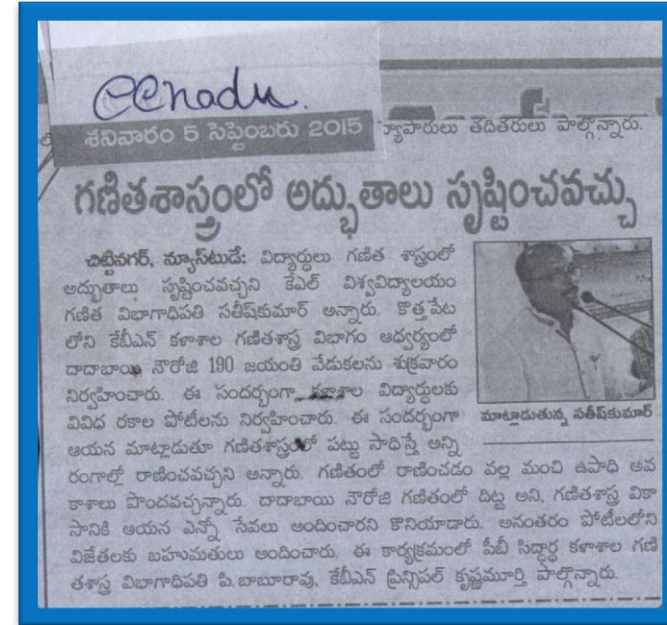 eenadu.
శనివారం 5 సెప్టెంబరు 2015
వ్యాపారులు తదితరులు పాల్గొన్నారు.
గణితశాస్త్రంలో అద్భుతాలు సృష్టించవచ్చు
చిట్టినగర్, న్యూస్‌టుడే: విద్యార్థులు గణిత శాస్త్రంలో
అద్భుతాలు సృష్టించవచ్చని కేఎల్ విశ్వవిద్యాలయం
గణిత విభాగాధిపతి సతీష్‌కుమార్ అన్నారు. కొత్తపేట
లోని కేబీఎన్ కళాశాల గణితశాస్త్ర విభాగం ఆధ్వర్యంలో
దాదాబాయి నౌరోజి 190 జయంతి వేడుకలను శుక్రవారం
నిర్వహించారు. ఈ సందర్భంగా కళాశాల విద్యార్థులకు
వివిధ రకాల పోటీలను నిర్వహించారు. ఈ సందర్భంగా
ఆయన మాట్లాడుతూ గణితశాస్త్రంలో పట్టు సాధిస్తే అన్ని
రంగాల్లో రాణించవచ్చని అన్నారు. గణితంలో రాణించడం వల్ల మంచి ఉపాధి అవ
కాశాలు పొందవచ్చన్నారు. దాదాబాయి నౌరోజి గణితంలో దిట్ట అని, గణితశాస్త్ర వికా
సానికి ఆయన ఎన్నో సేవలు అందించారని కొనియాడారు. అనంతరం పోటీలలోని
విజేతలకు బహుమతులు అందించారు. ఈ కార్యక్రమంలో పీబీ సిద్ధార్థ కళాశాల గణి
తశాస్త్ర విభాగాధిపతి పి.బాబూరావు, కేబీఎన్ ప్రిన్సిపల్ కృష్ణమూర్తి పాల్గొన్నారు.
మాట్లాడుతున్న సతీష్‌కుమార్